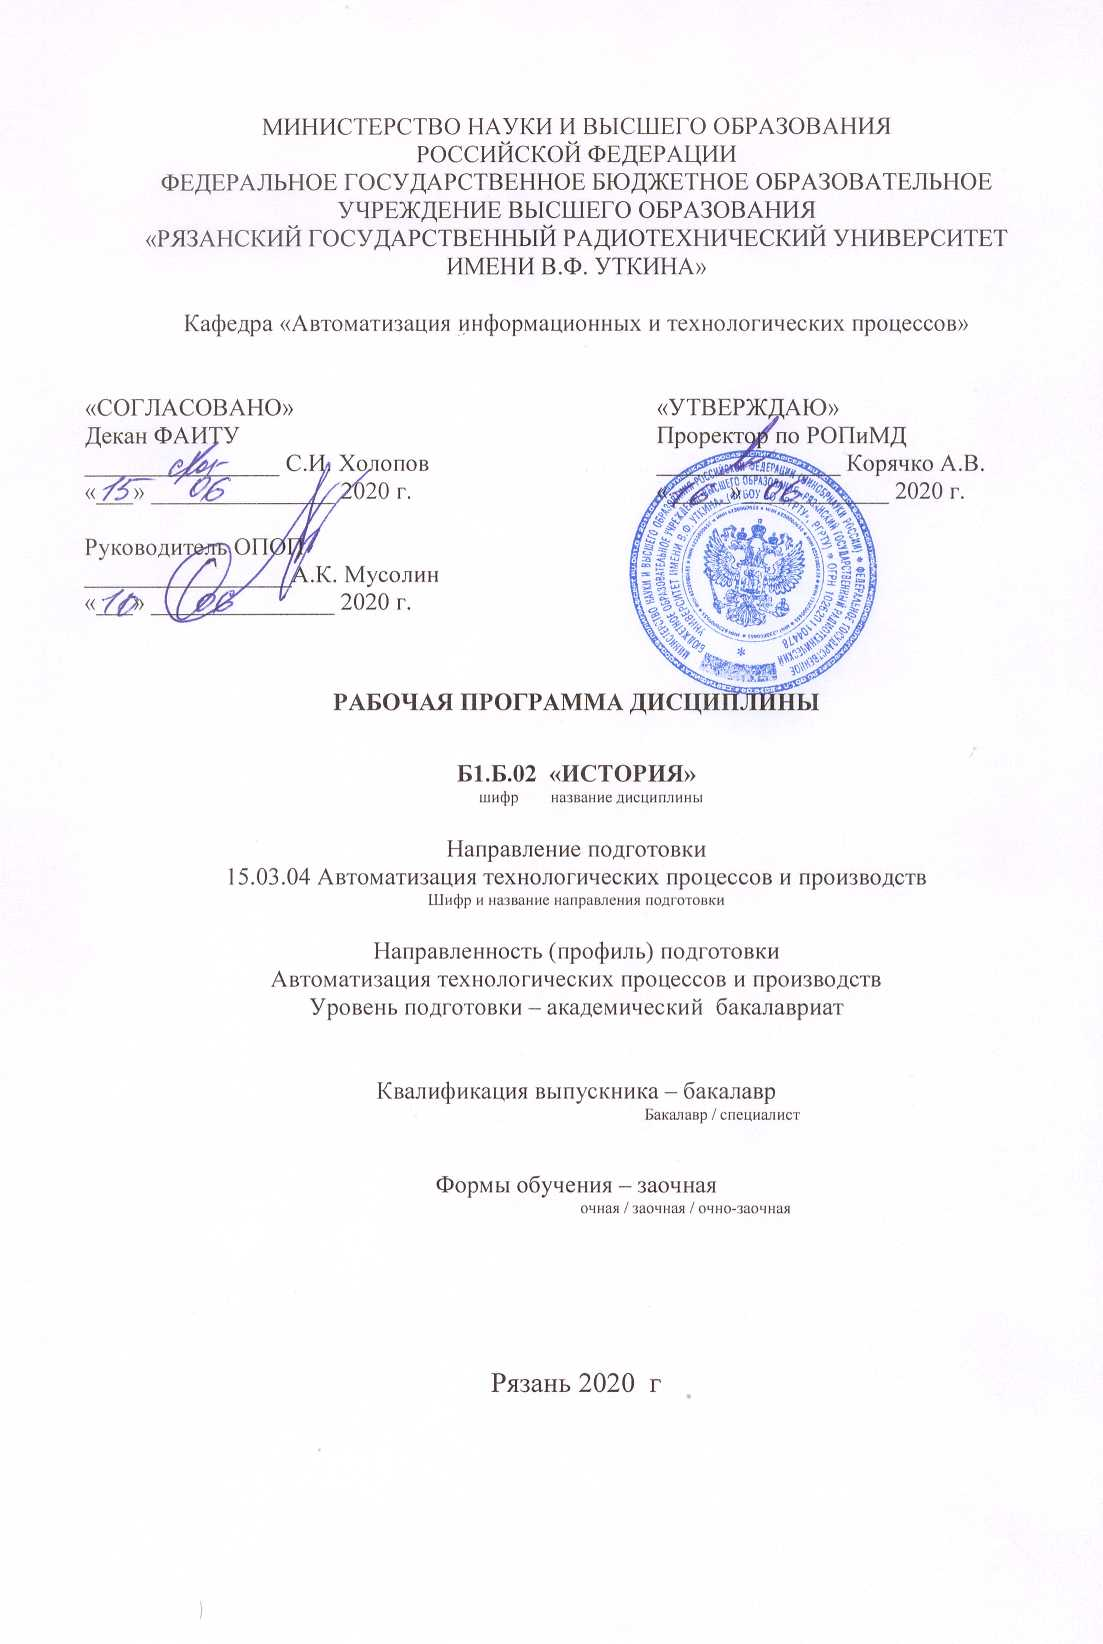 МИНИСТЕРСТВО НАУКИ И ВЫСШЕГО ОБРАЗОВАНИЯ
РОССИЙСКОЙ ФЕДЕРАЦИИ
ФЕДЕРАЛЬНОЕ ГОСУДАРСТВЕННОЕ БЮДЖЕТНОЕ ОБРАЗОВАТЕЛЬНОЕ
УЧРЕЖДЕНИЕ ВЫСШЕГО ОБРАЗОВАНИЯ
«РЯЗАНСКИЙ ГОСУДАРСТВЕННЫЙ РАДИОТЕХНИЧЕСКИЙ УНИВЕРСИТЕТ
ИМЕНИ В.Ф. УТКИНА»
Кафедра «Автоматизация информационных и технологических процессов»
«СОГЛАСОВАНО»
Декан ФАИТУ
С.И. Холопов
«15» 06 2020 г.
Руководитель ОПОП
А.К. Мусолин
«10» 06 2020 г.
«УТВЕРЖДАЮ»
Проректор по РОПиМД
Корячко А.В.
« » 06 2020 г.
РАБОЧАЯ ПРОГРАММА ДИСЦИПЛИНЫ
Б1.Б.02 «ИСТОРИЯ»
шифр название дисциплины
Направление подготовки
15.03.04 Автоматизация технологических процессов и производств
Шифр и название направления подготовки
Направленность (профиль) подготовки
Автоматизация технологических процессов и производств
Уровень подготовки – академический бакалавриат
Квалификация выпускника – бакалавр
Бакалавр / специалист
Формы обучения – заочная
очная / заочная / очно-заочная
Рязань 2020 г